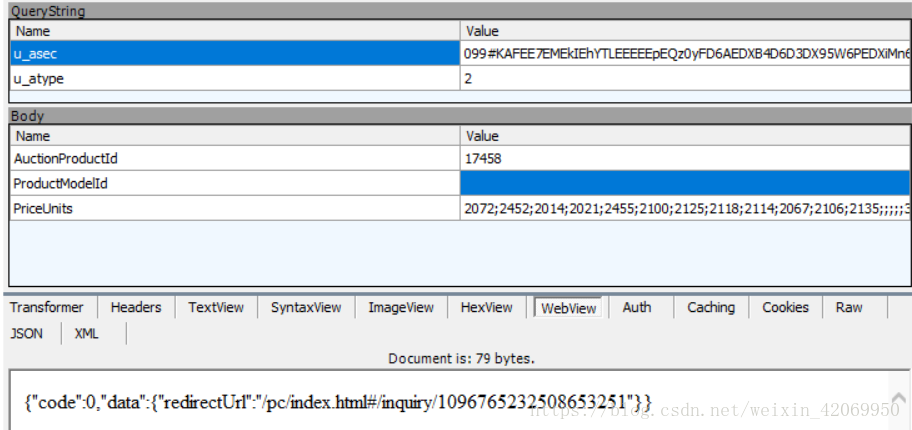 QueryString
Name Value
u_asec 099#KAFEE7EMEkIEhYTLEEEEEpEQz0yFD6AEDXB4D6D3DX95W6PEDXiMn6
u_atype 2
Body
Name Value
AuctionProductId 17458
ProductModelId
PriceUnits 2072;2452;2014;2021;2455;2100;2125;2118;2114;2067;2106;2135;;;;;3
Transformer Headers TextView SyntaxView ImageView HexView WebView Auth Caching Cookies Raw
JSON XML
Document is: 79 bytes.
{"code":0,"data":{"redirectUrl":"/pc/index.html#/inquiry/1096765232508653251"}}
https://blog.csdn.net/weixin_42069950